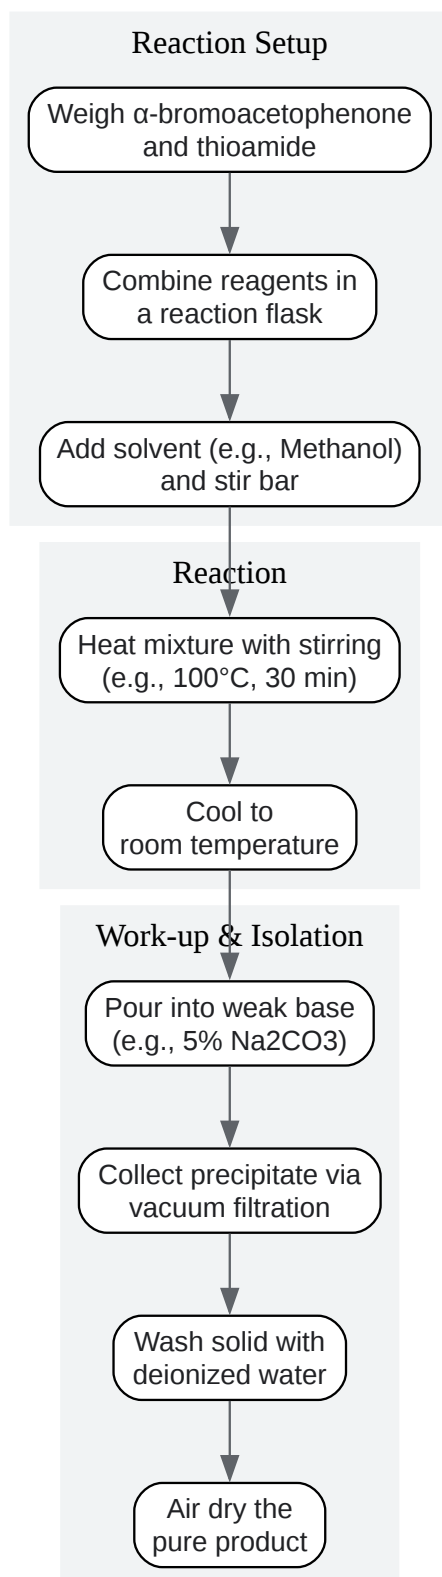 Reaction Setup
Weigh α-bromoacetophenone
and thioamide
Combine reagents in
a reaction flask
Add solvent (e.g., Methanol)
and stir bar
Reaction
Heat mixture with stirring
(e.g., 100°C, 30 min)
Cool to
room temperature
Work-up & Isolation
Pour into weak base
(e.g., 5% Na2CO3)
Collect precipitate via
vacuum filtration
Wash solid with
deionized water
Air dry the
pure product